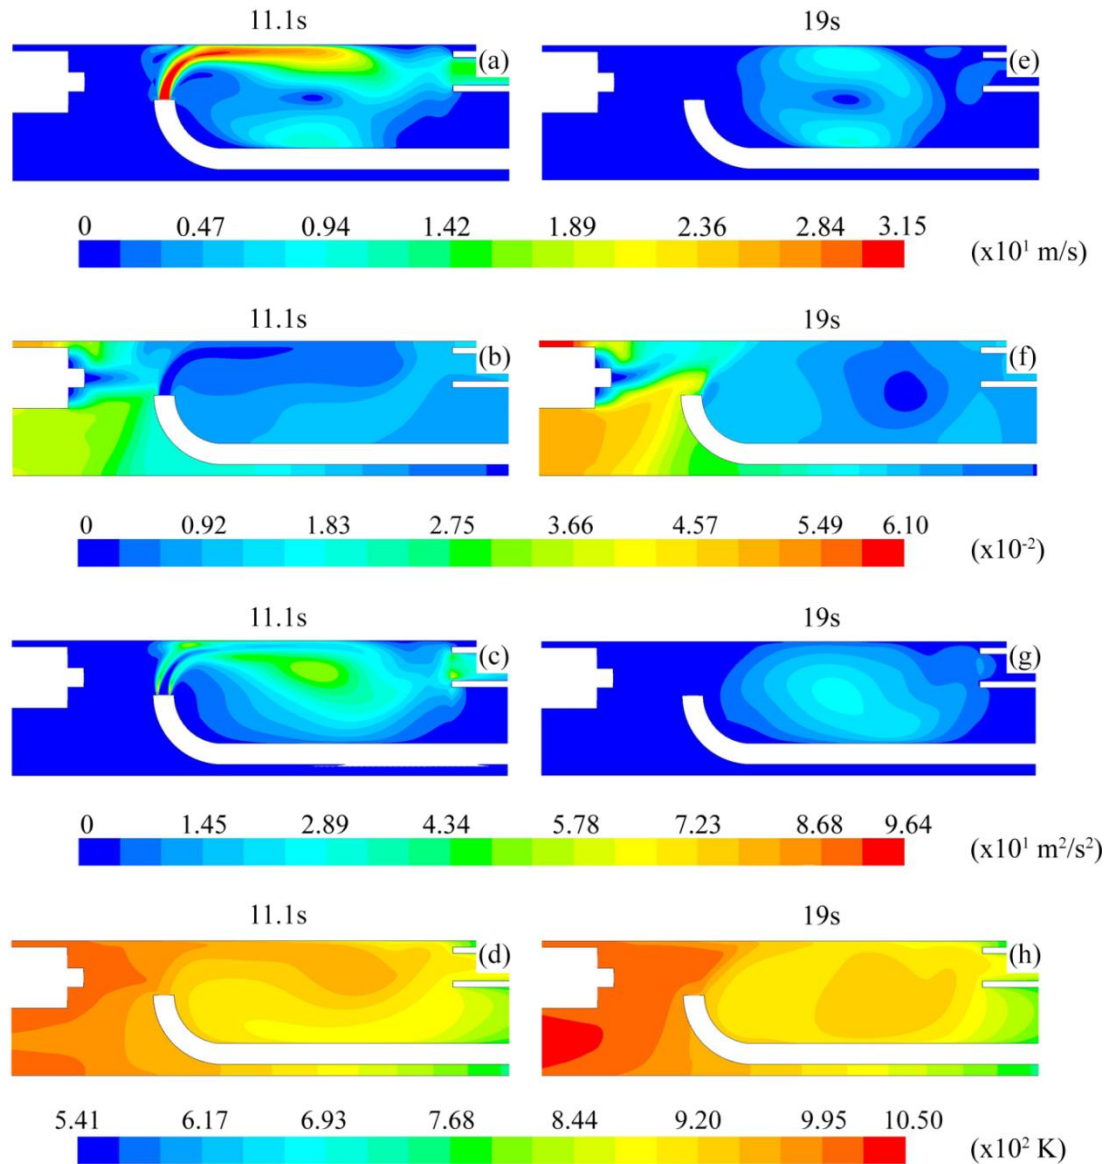 11.1s 19s
(a) (e)
0 0.47 0.94 1.42 1.89 2.36 2.84 3.15
(x10¹ m/s)
11.1s 19s
(b) (f)
0 0.92 1.83 2.75 3.66 4.57 5.49 6.10
(x10⁻²)
11.1s 19s
(c) (g)
0 1.45 2.89 4.34 5.78 7.23 8.68 9.64
(x10¹ m²/s²)
11.1s 19s
(d) (h)
5.41 6.17 6.93 7.68 8.44 9.20 9.95 10.50
(x10² K)